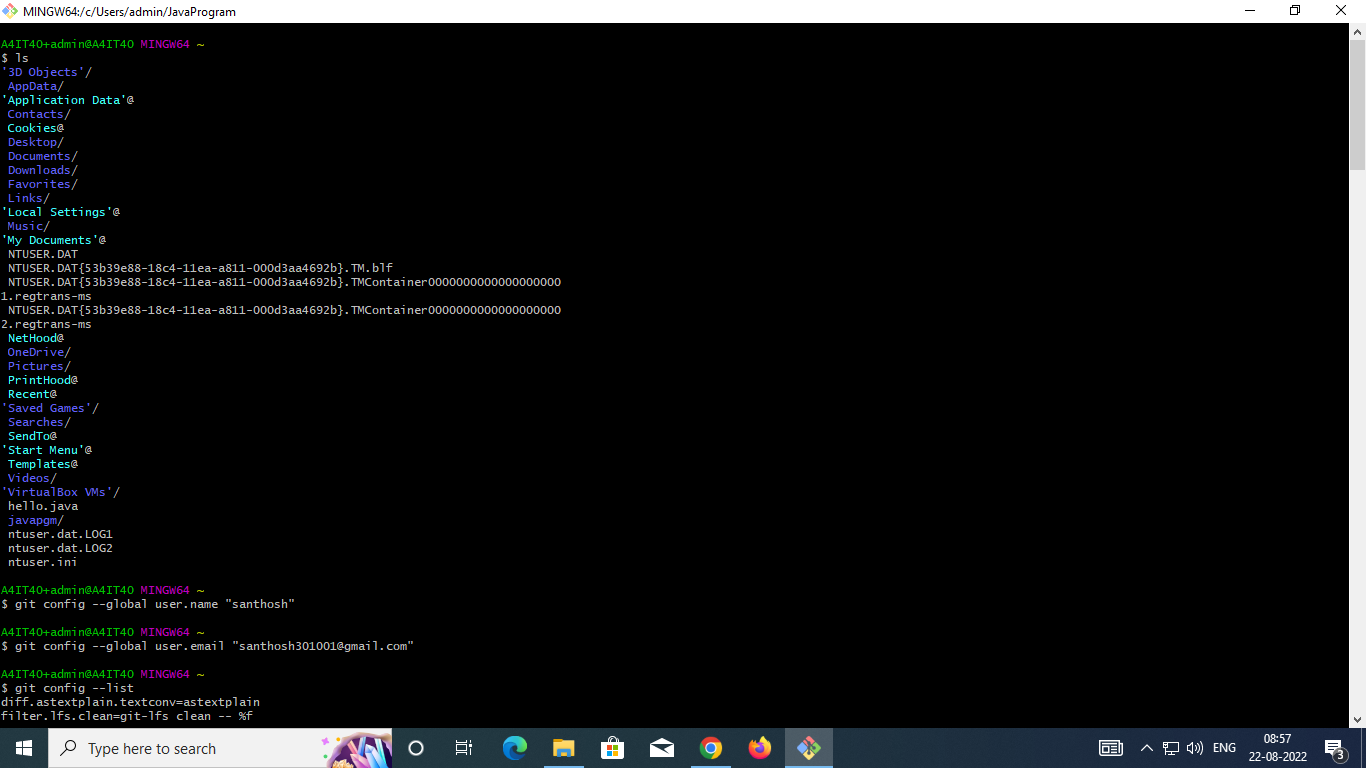 MINGW64:/c/Users/admin/JavaProgram
A4IT40+admin@A4IT40 MINGW64 ~
$ ls
'3D Objects'/
AppData/
'Application Data'@
Contacts/
Cookies@
Desktop/
Documents/
Downloads/
Favorites/
Links/
'Local Settings'@
Music/
'My Documents'@
NTUSER.DAT
NTUSER.DAT{53b39e88-18c4-11ea-a811-000d3aa4692b}.TM.blf
NTUSER.DAT{53b39e88-18c4-11ea-a811-000d3aa4692b}.TMContainer0000000000000000000
1.regtrans-ms
NTUSER.DAT{53b39e88-18c4-11ea-a811-000d3aa4692b}.TMContainer0000000000000000000
2.regtrans-ms
NetHood@
OneDrive/
Pictures/
PrintHood@
Recent@
'Saved Games'/
Searches/
SendTo@
'Start Menu'@
Templates@
Videos/
'VirtualBox VMs'/
hello.java
javapgm/
ntuser.dat.LOG1
ntuser.dat.LOG2
ntuser.ini
A4IT40+admin@A4IT40 MINGW64 ~
$ git config --global user.name "santhosh"
A4IT40+admin@A4IT40 MINGW64 ~
$ git config --global user.email "santhosh301001@gmail.com"
A4IT40+admin@A4IT40 MINGW64 ~
$ git config --list
diff.astextplain.textconv=astextplain
filter.lfs.clean=git-lfs clean -- %f
Type here to search
ENG
08:57
22-08-2022
3